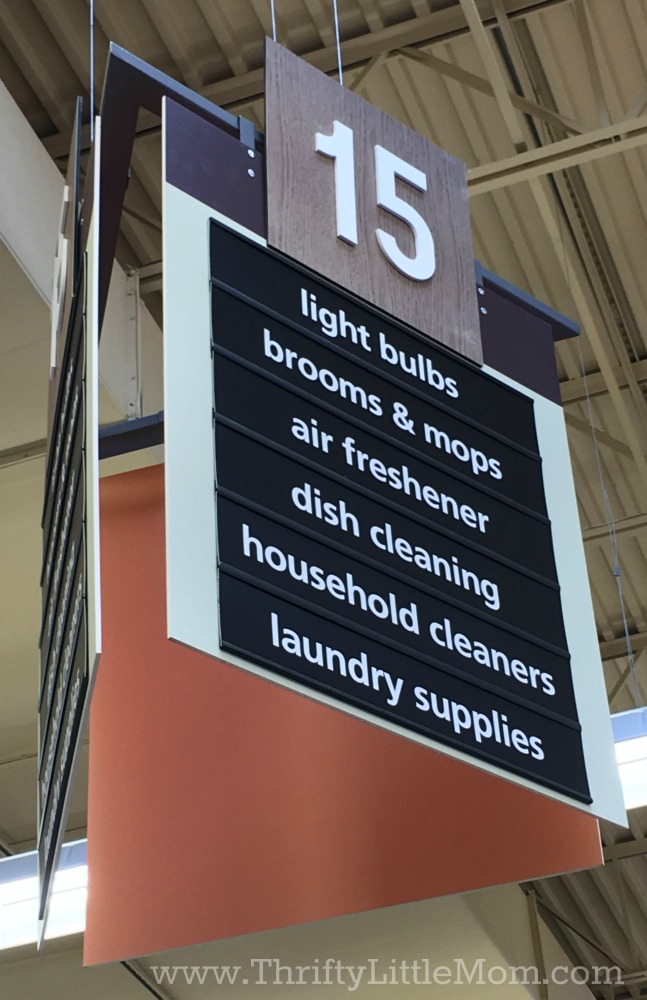 15
light bulbs
brooms & mops
air freshener
dish cleaning
household cleaners
laundry supplies
www.ThriftyLittleMom.com